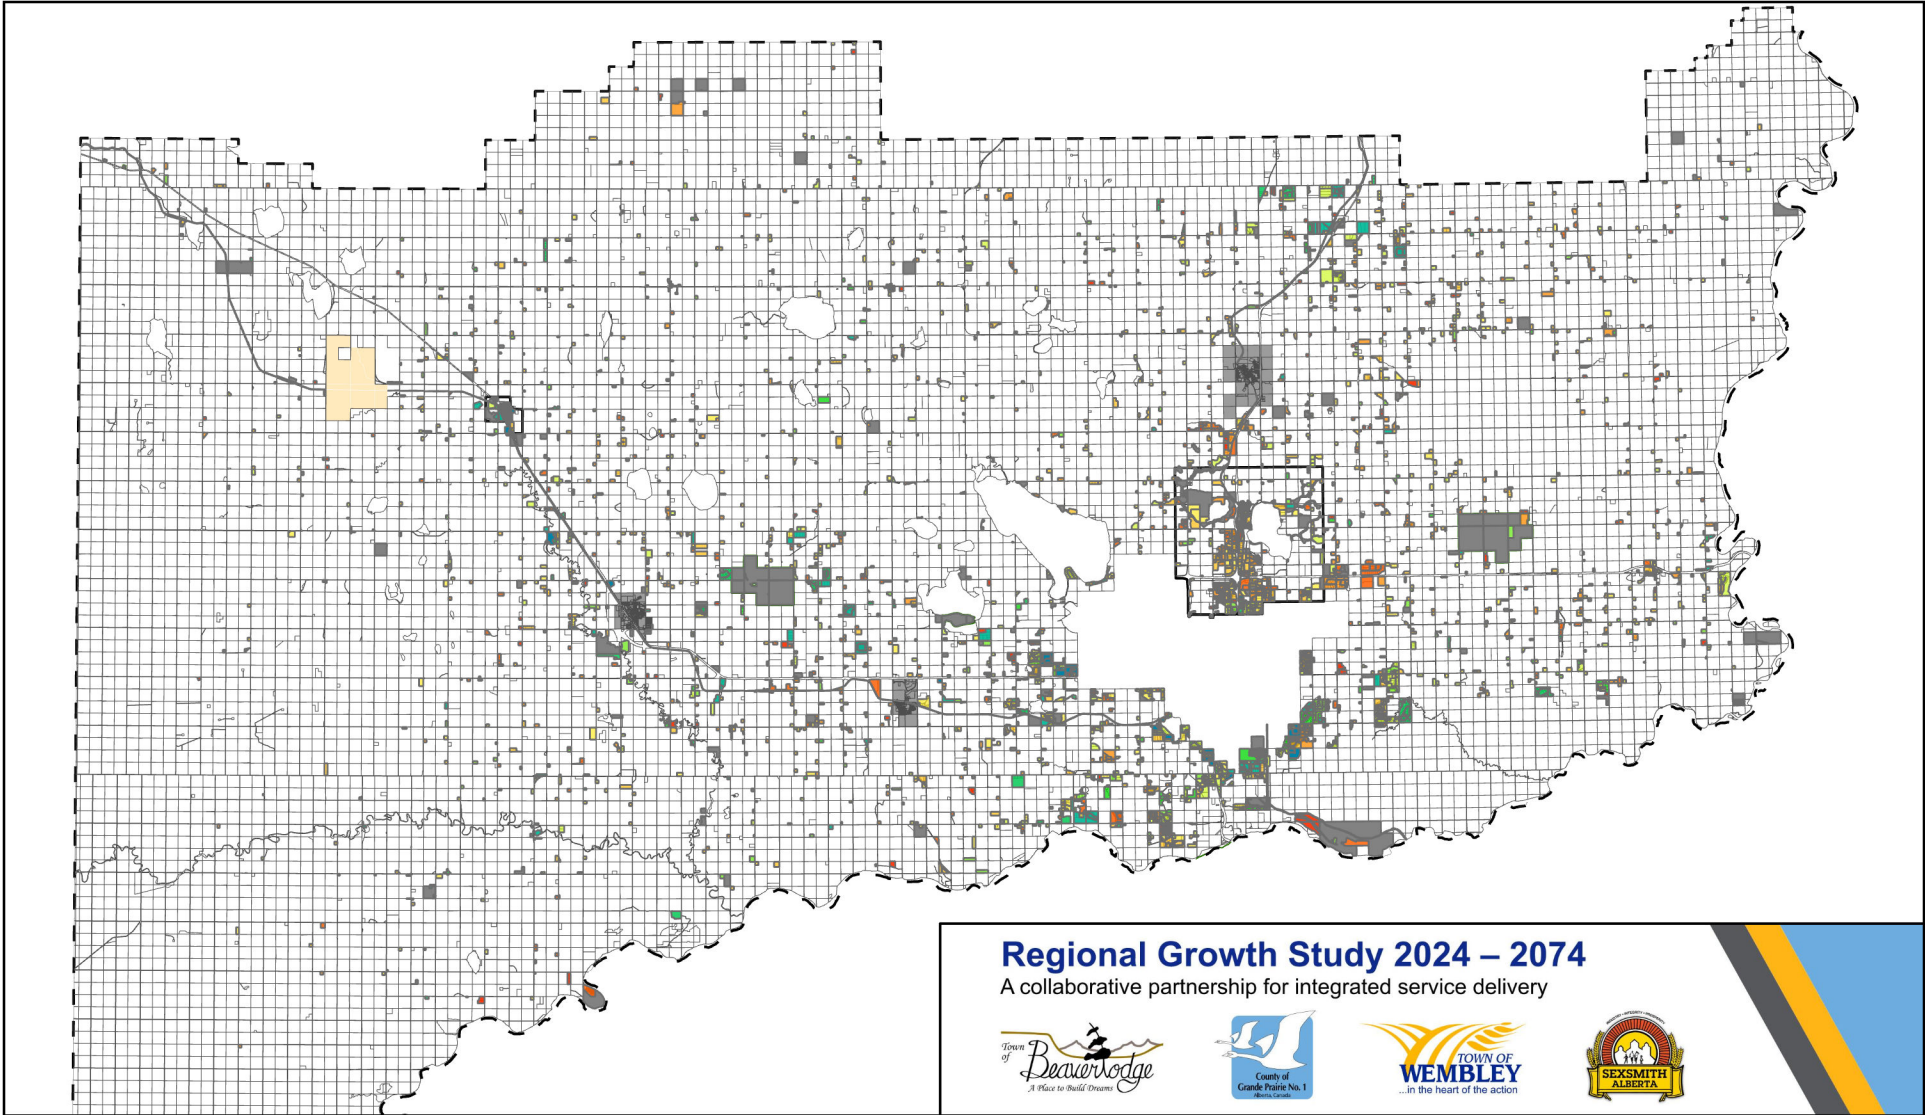 Regional Growth Study 2024 – 2074
A collaborative partnership for integrated service delivery
Town
of
Beaverlodge
A Place to Build Dreams
County of
Grande Prairie No. 1
Alberta, Canada
TOWN OF
WEMBLEY
...in the heart of the action
SEXSMITH
ALBERTA